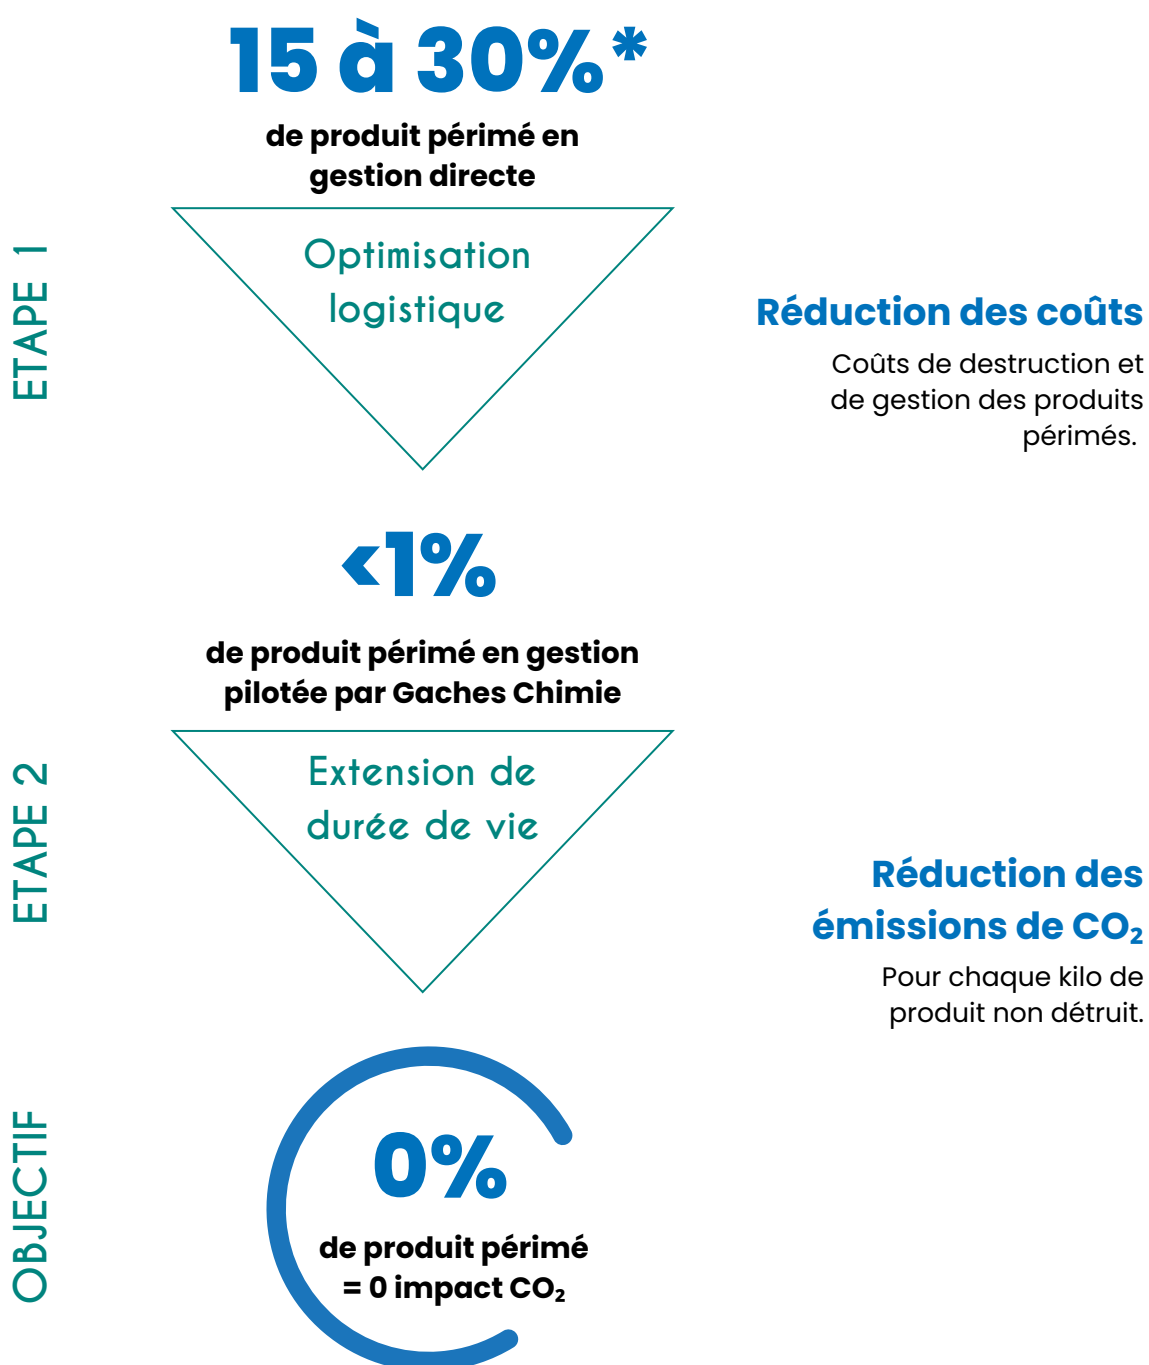 15 à 30%*
de produit périmé en
gestion directe
ETAPE 1
Optimisation
logistique
Réduction des coûts
Coûts de destruction et
de gestion des produits
périmés.
<1%
de produit périmé en gestion
pilotée par Gaches Chimie
ETAPE 2
Extension de
durée de vie
Réduction des
émissions de CO₂
Pour chaque kilo de
produit non détruit.
OBJECTIF
0%
de produit périmé
= 0 impact CO₂